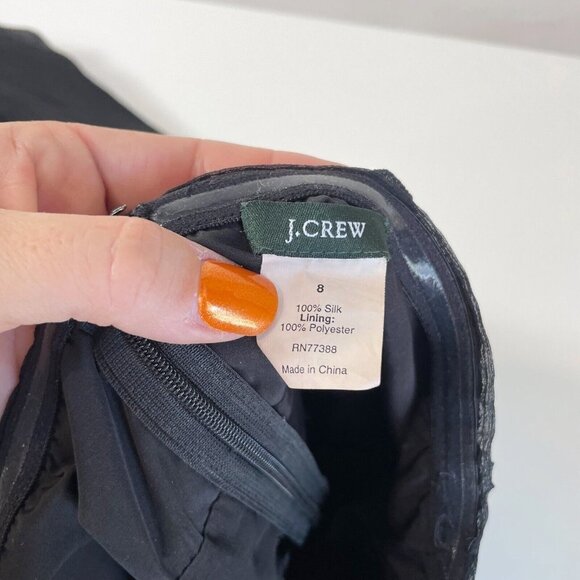 J.CREW
8
100% Silk
Lining:
100% Polyester
RN77388
Made in China